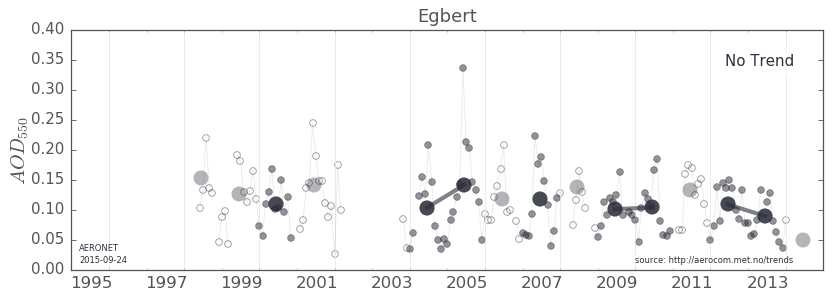 Egbert
0.40
0.35
No Trend
0.30
0.25
AOD550
0.20
0.15
0.10
0.05
AERONET
2015-09-24
source: http://aerocom.met.no/trends
0.00
1995 1997 1999 2001 2003 2005 2007 2009 2011 2013